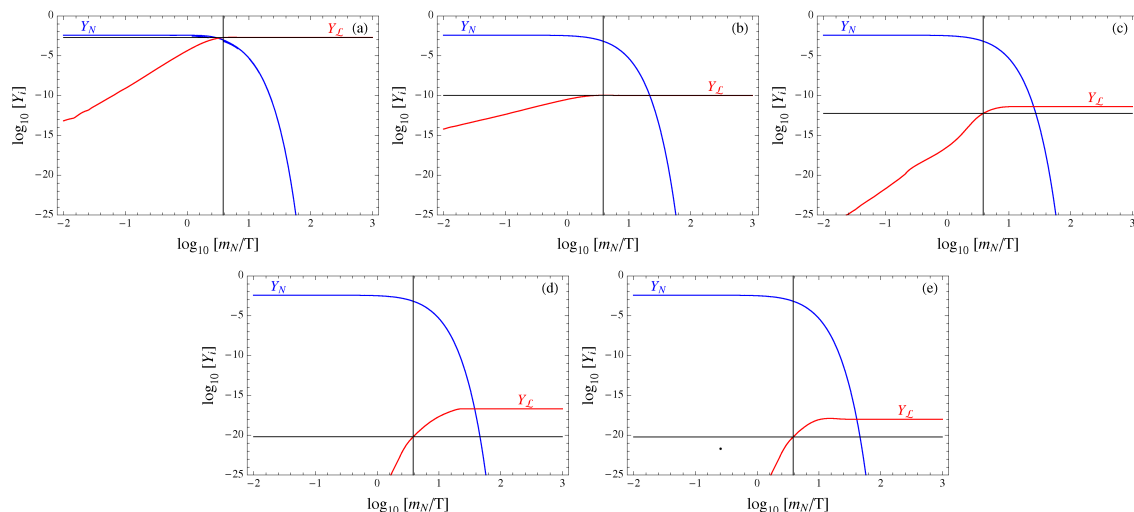 Y_N
Y_ℒ
(a)
log₁₀ [Y_i]
0
−5
−10
−15
−20
−25
−2
−1
0
1
2
3
log₁₀ [m_N/T]
Y_N
(b)
Y_ℒ
log₁₀ [Y_i]
0
−5
−10
−15
−20
−25
−2
−1
0
1
2
3
log₁₀ [m_N/T]
Y_N
(c)
Y_ℒ
log₁₀ [Y_i]
0
−5
−10
−15
−20
−25
−2
−1
0
1
2
3
log₁₀ [m_N/T]
Y_N
(d)
Y_ℒ
log₁₀ [Y_i]
0
−5
−10
−15
−20
−25
−2
−1
0
1
2
3
log₁₀ [m_N/T]
Y_N
(e)
Y_ℒ
log₁₀ [Y_i]
0
−5
−10
−15
−20
−25
−2
−1
0
1
2
3
log₁₀ [m_N/T]